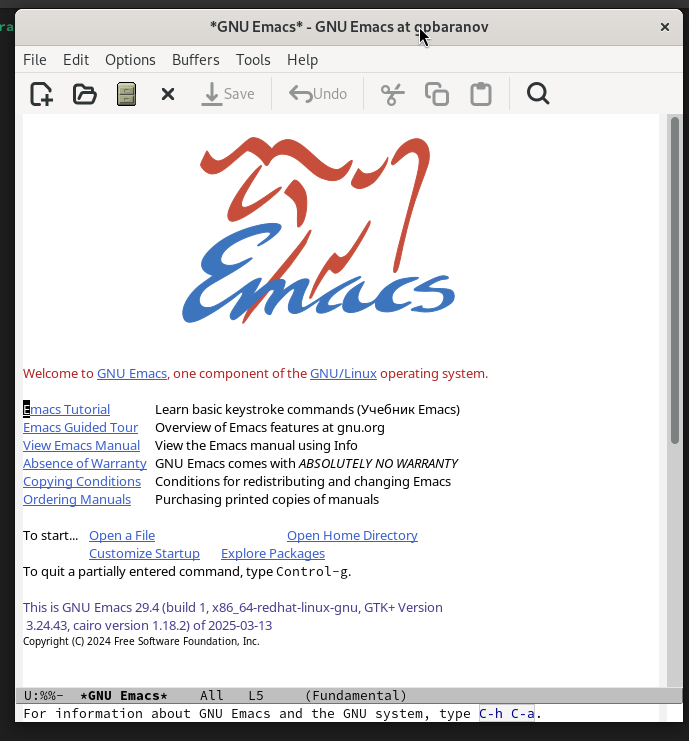 ra
*GNU Emacs* - GNU Emacs at gpbaranov
File Edit Options Buffers Tools Help
Save Undo
Emacs
Welcome to GNU Emacs, one component of the GNU/Linux operating system.
Emacs Tutorial Learn basic keystroke commands (Учебник Emacs)
Emacs Guided Tour Overview of Emacs features at gnu.org
View Emacs Manual View the Emacs manual using Info
Absence of Warranty GNU Emacs comes with ABSOLUTELY NO WARRANTY
Copying Conditions Conditions for redistributing and changing Emacs
Ordering Manuals Purchasing printed copies of manuals
To start... Open a File Open Home Directory
Customize Startup Explore Packages
To quit a partially entered command, type Control-g.
This is GNU Emacs 29.4 (build 1, x86_64-redhat-linux-gnu, GTK+ Version
3.24.43, cairo version 1.18.2) of 2025-03-13
Copyright (C) 2024 Free Software Foundation, Inc.
U:%%- *GNU Emacs* All L5 (Fundamental)
For information about GNU Emacs and the GNU system, type C-h C-a.